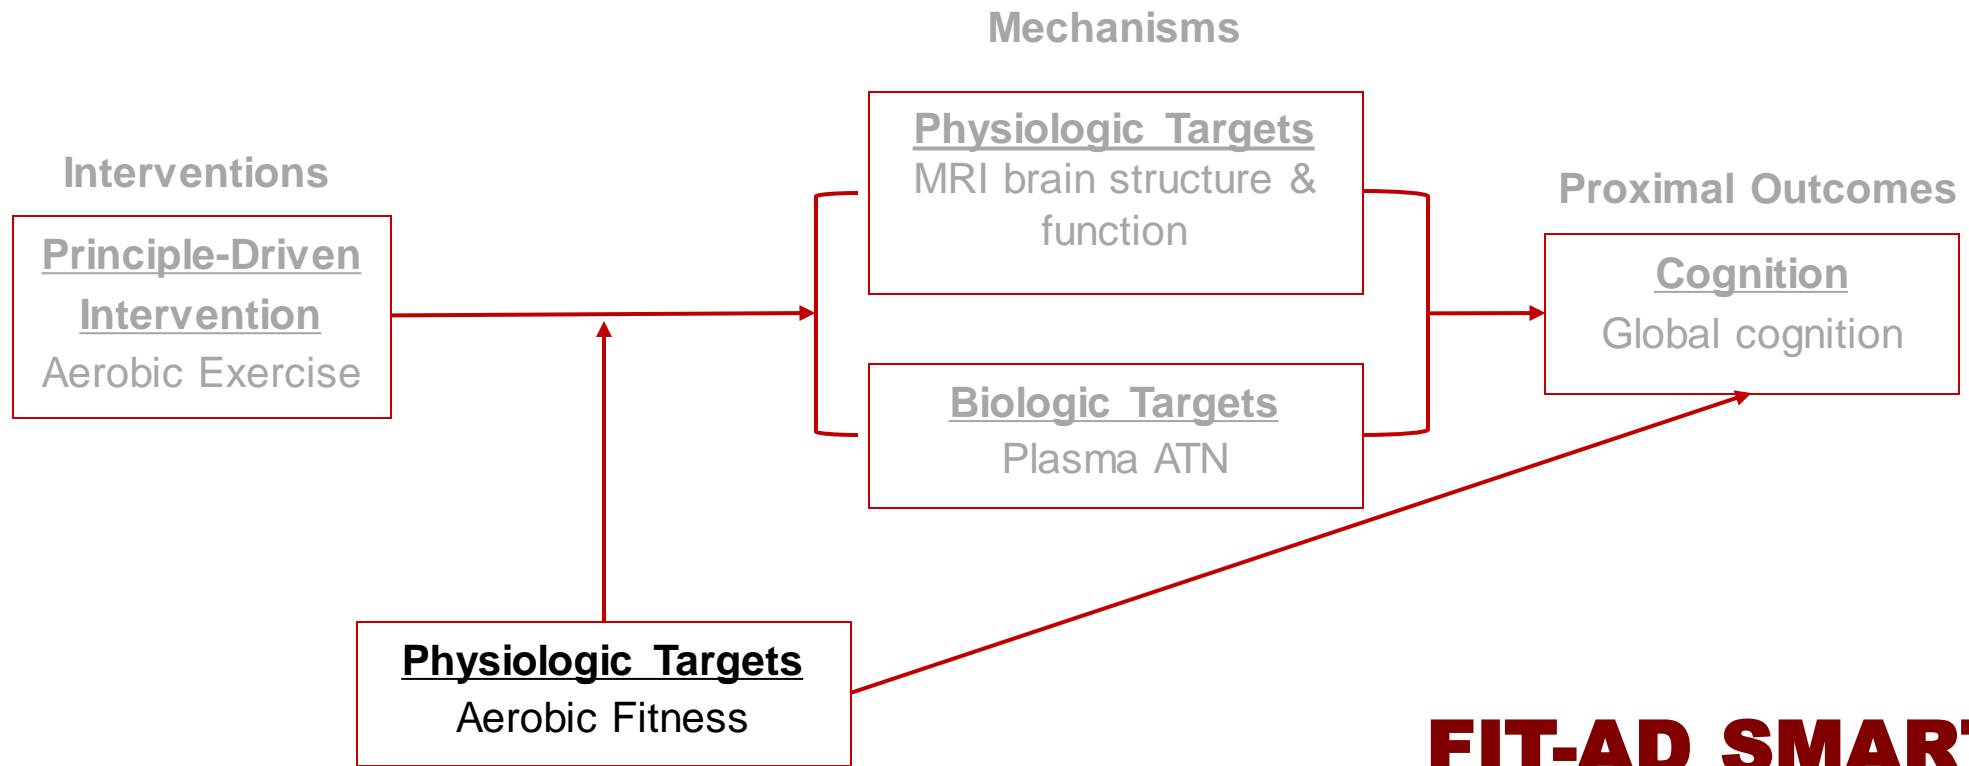 Mechanisms
Interventions
Principle-Driven
Intervention
Aerobic Exercise
Physiologic Targets
MRI brain structure &
function
Biologic Targets
Plasma ATN
Proximal Outcomes
Cognition
Global cognition
Physiologic Targets
Aerobic Fitness
FIT-AD SMART